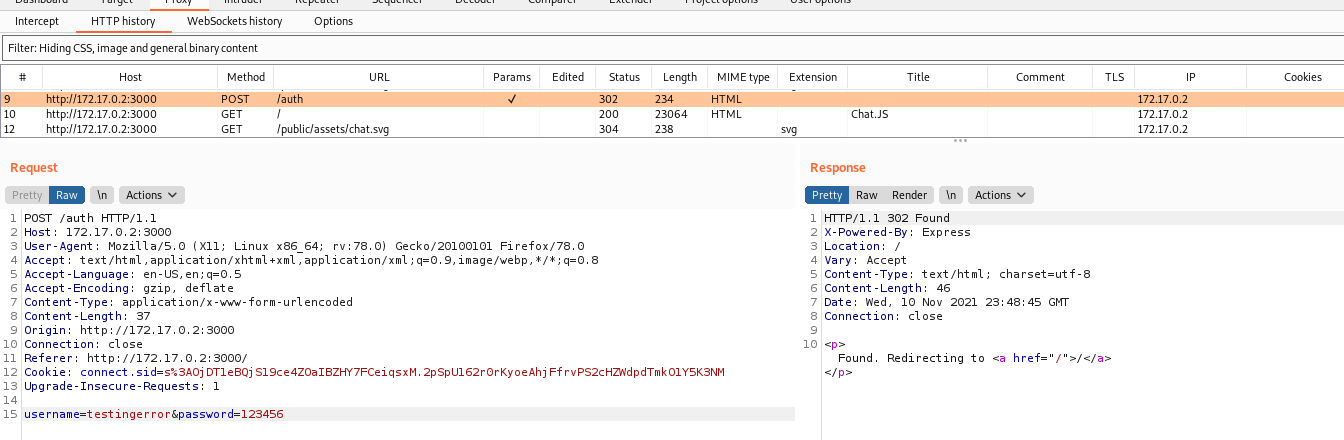 Dashboard Target Proxy Intruder Repeater Sequencer Decoder Comparer Extender Project options User options
Intercept HTTP history WebSockets history Options
Filter: Hiding CSS, image and general binary content
# Host Method URL Params Edited Status Length MIME type Extension Title Comment TLS IP Cookies
9 http://172.17.0.2:3000 POST /auth ✓ 302 234 HTML 172.17.0.2
10 http://172.17.0.2:3000 GET / 200 23064 HTML Chat.JS 172.17.0.2
12 http://172.17.0.2:3000 GET /public/assets/chat.svg 304 238 svg 172.17.0.2
Request
Pretty Raw \n Actions
1 POST /auth HTTP/1.1
2 Host: 172.17.0.2:3000
3 User-Agent: Mozilla/5.0 (X11; Linux x86_64; rv:78.0) Gecko/20100101 Firefox/78.0
4 Accept: text/html,application/xhtml+xml,application/xml;q=0.9,image/webp,*/*;q=0.8
5 Accept-Language: en-US,en;q=0.5
6 Accept-Encoding: gzip, deflate
7 Content-Type: application/x-www-form-urlencoded
8 Content-Length: 37
9 Origin: http://172.17.0.2:3000
10 Connection: close
11 Referer: http://172.17.0.2:3000/
12 Cookie: connect.sid=
13 Upgrade-Insecure-Requests: 1
14
15 username=testingerror&password=123456
Response
Pretty Raw Render \n Actions
1 HTTP/1.1 302 Found
2 X-Powered-By: Express
3 Location: /
4 Vary: Accept
5 Content-Type: text/html; charset=utf-8
6 Content-Length: 46
7 Date: Wed, 10 Nov 2021 23:48:45 GMT
8 Connection: close
9
10 <p>
Found. Redirecting to <a href="/">/</a>
</p>